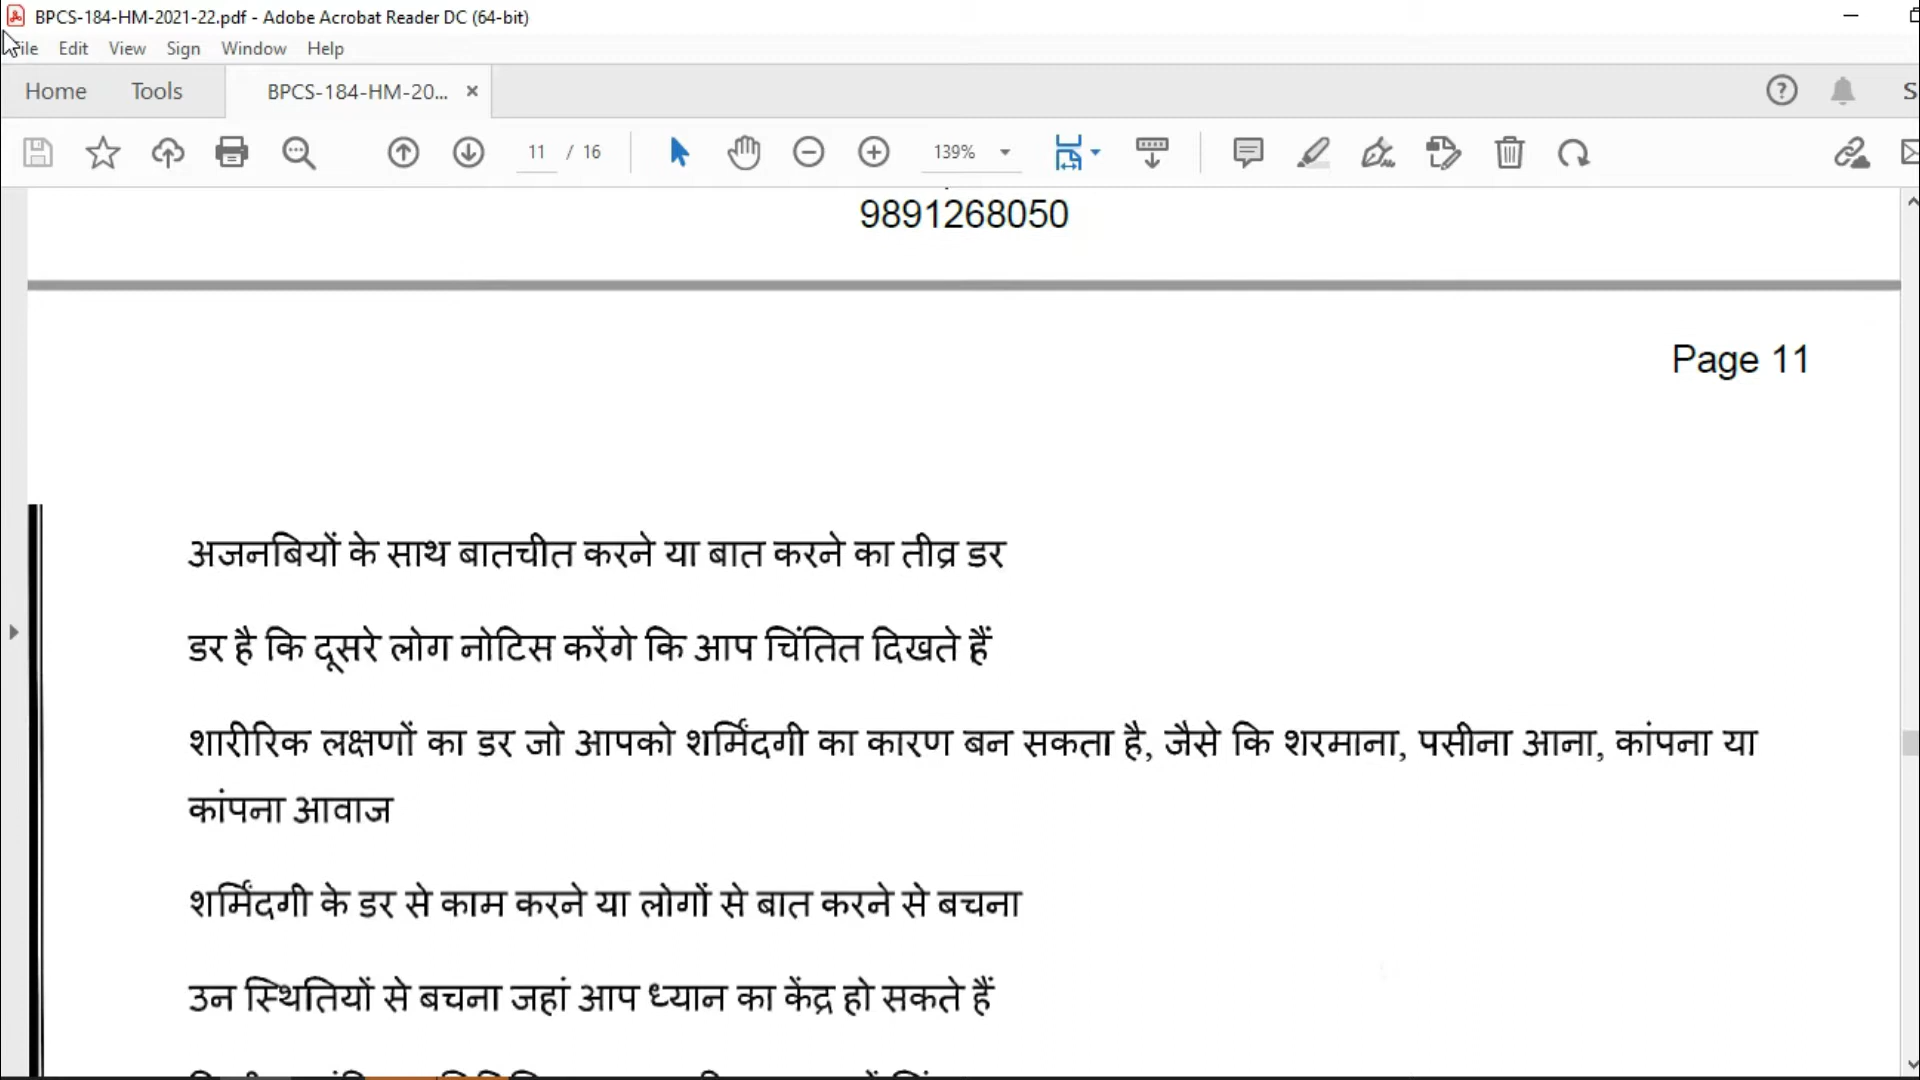 BPCS-184-HM-2021-22.pdf - Adobe Acrobat Reader DC (64-bit)
File Edit View Sign Window Help
Home Tools BPCS-184-HM-20... ×
11 / 16 139%
9891268050
Page 11
अजनबियों के साथ बातचीत करने या बात करने का तीव्र डर
डर है कि दूसरे लोग नोटिस करेंगे कि आप चिंतित दिखते हैं
शारीरिक लक्षणों का डर जो आपको शर्मिंदगी का कारण बन सकता है, जैसे कि शरमाना, पसीना आना, कांपना या
कांपना आवाज
शर्मिंदगी के डर से काम करने या लोगों से बात करने से बचना
उन स्थितियों से बचना जहां आप ध्यान का केंद्र हो सकते हैं